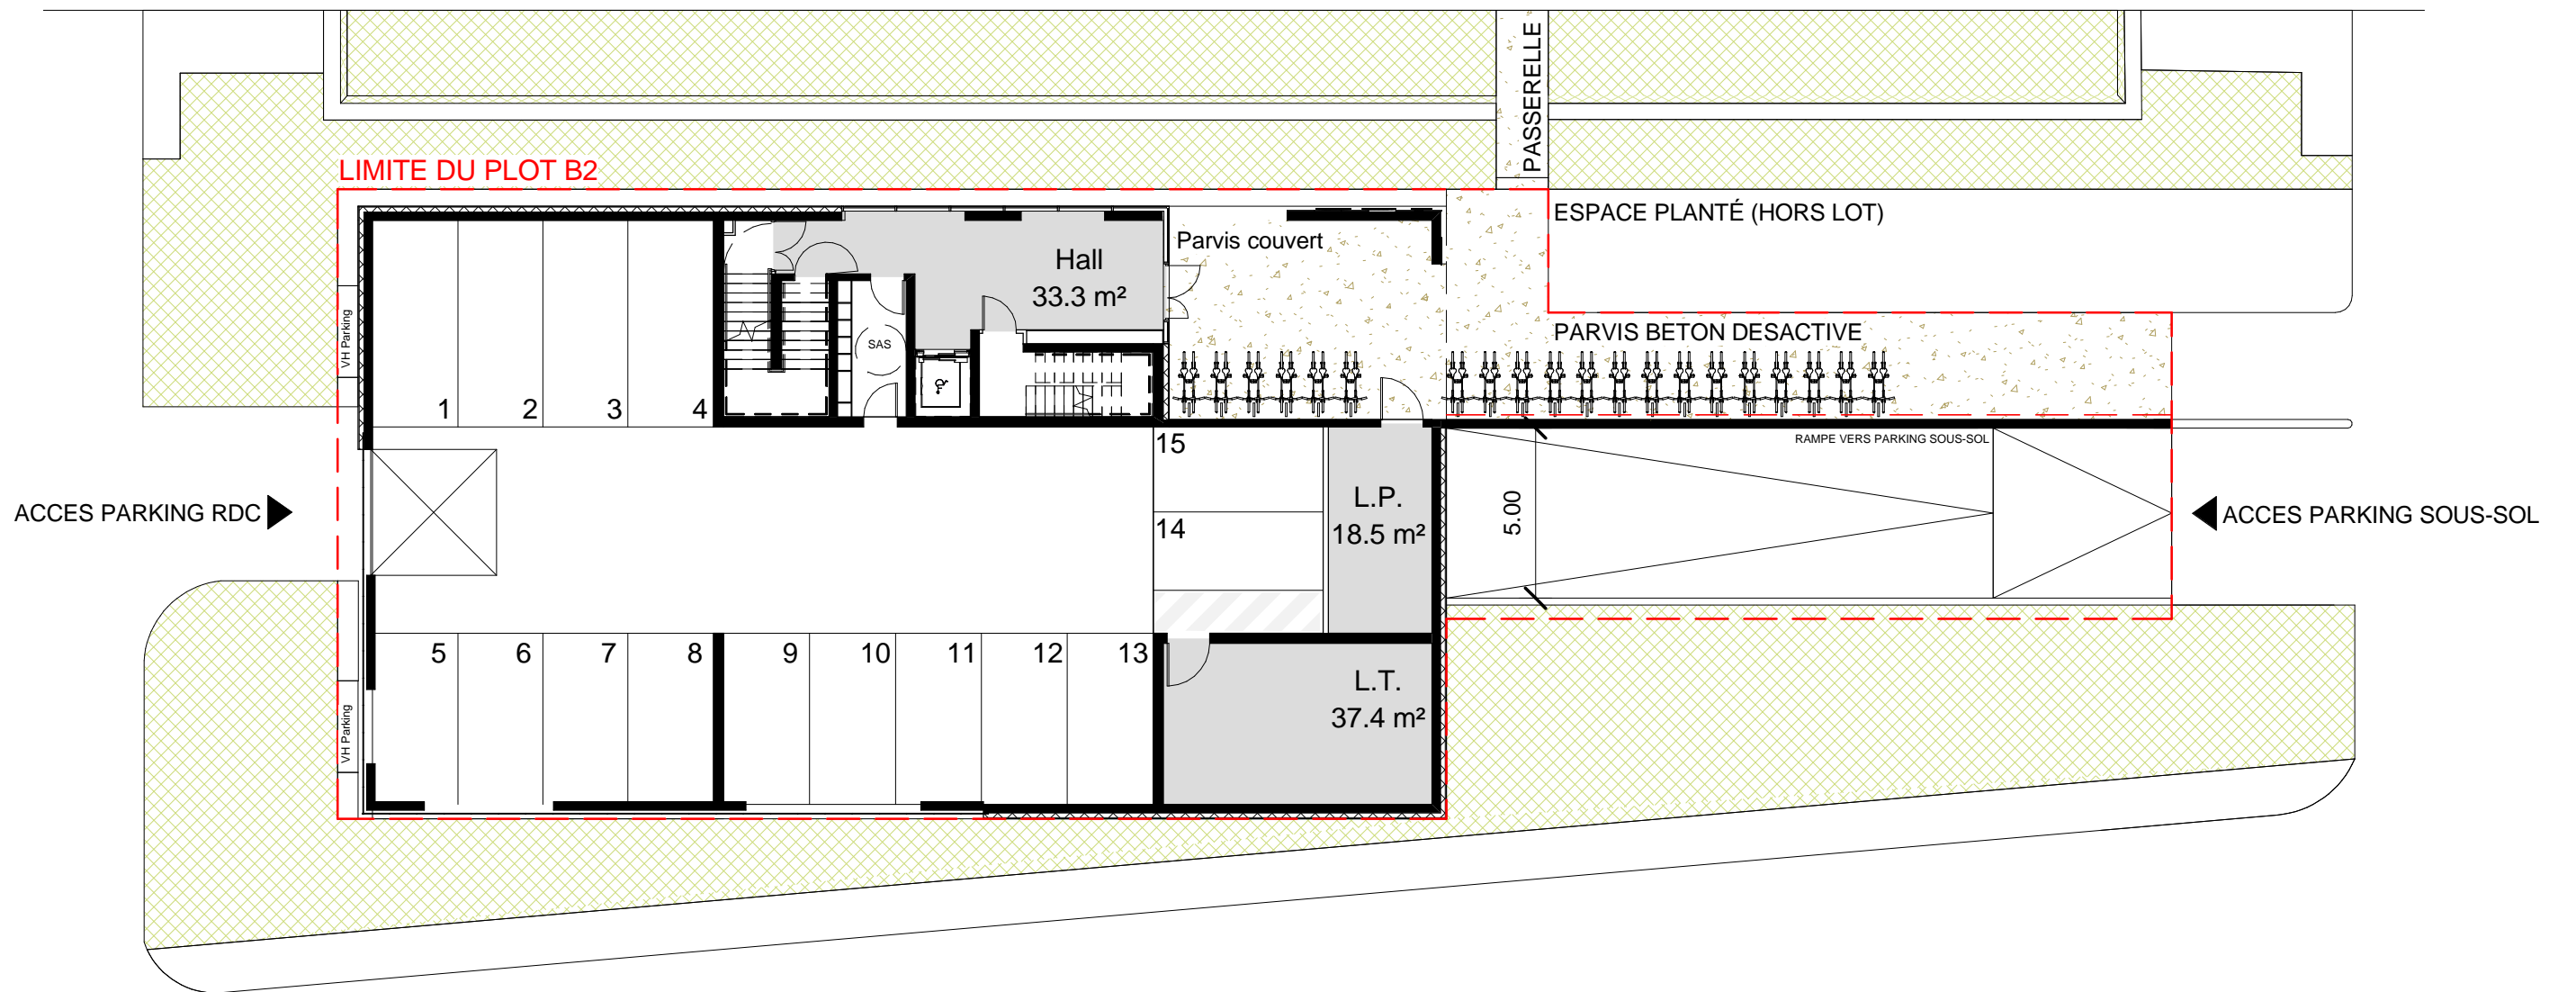 PASSERELLE
LIMITE DU PLOT B2
ESPACE PLANTÉ (HORS LOT)
Parvis couvert
Hall
33.3 m²
VH Parking
PARVIS BETON DESACTIVE
SAS
1
2
3
4
15
RAMPE VERS PARKING SOUS-SOL
ACCES PARKING RDC
L.P.
18.5 m²
14
5.00
ACCES PARKING SOUS-SOL
5
6
7
8
9
10
11
12
13
L.T.
37.4 m²
VH Parking